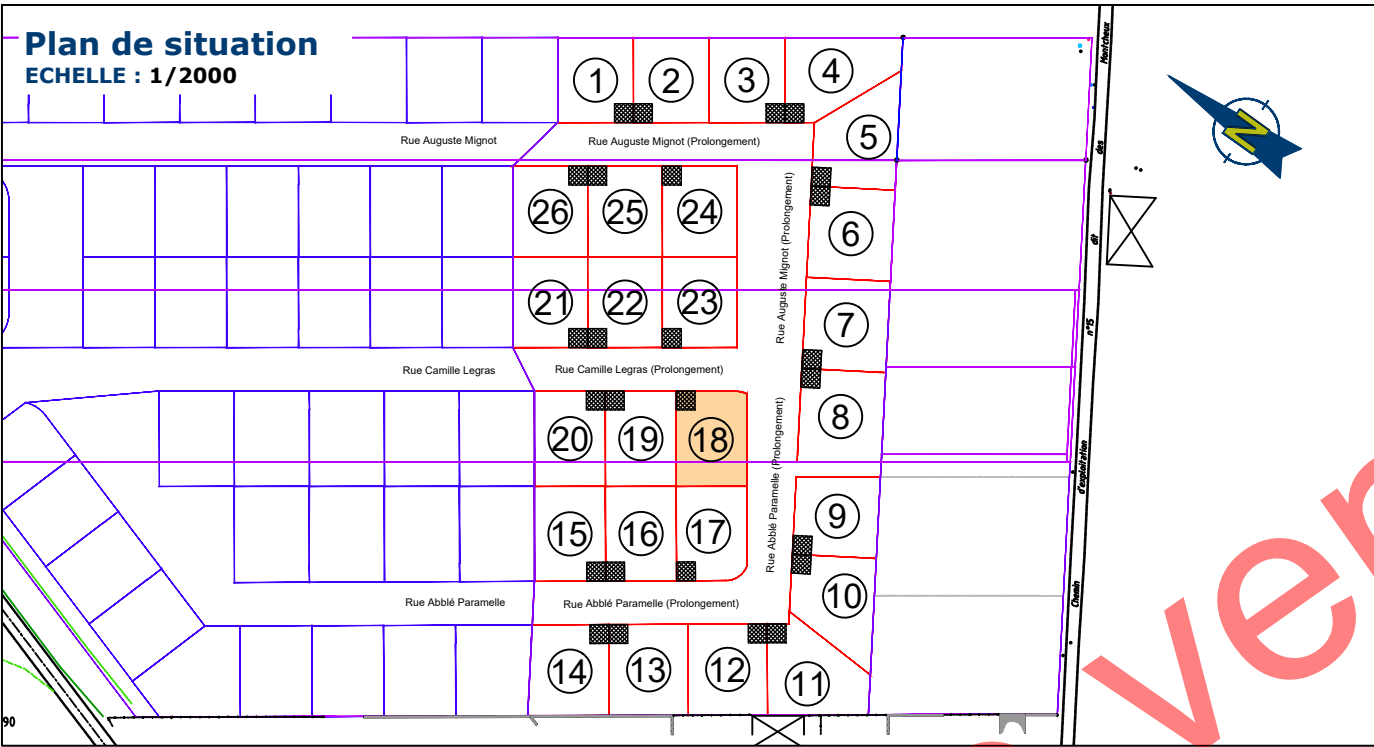 Plan de situation
ECHELLE : 1/2000
1
2
3
4
5
Rue Auguste Mignot
Rue Auguste Mignot (Prolongement)
N
26
25
24
6
Rue Auguste Mignot (Prolongement)
21
22
23
7
Rue Camille Legras
Rue Camille Legras (Prolongement)
20
19
18
8
Rue Abblé Paramelle (Prolongement)
15
16
17
9
10
Rue Abblé Paramelle
Rue Abblé Paramelle (Prolongement)
14
13
12
11
Chemin d'exploitation n°15 dit des Montcheux
90
ver